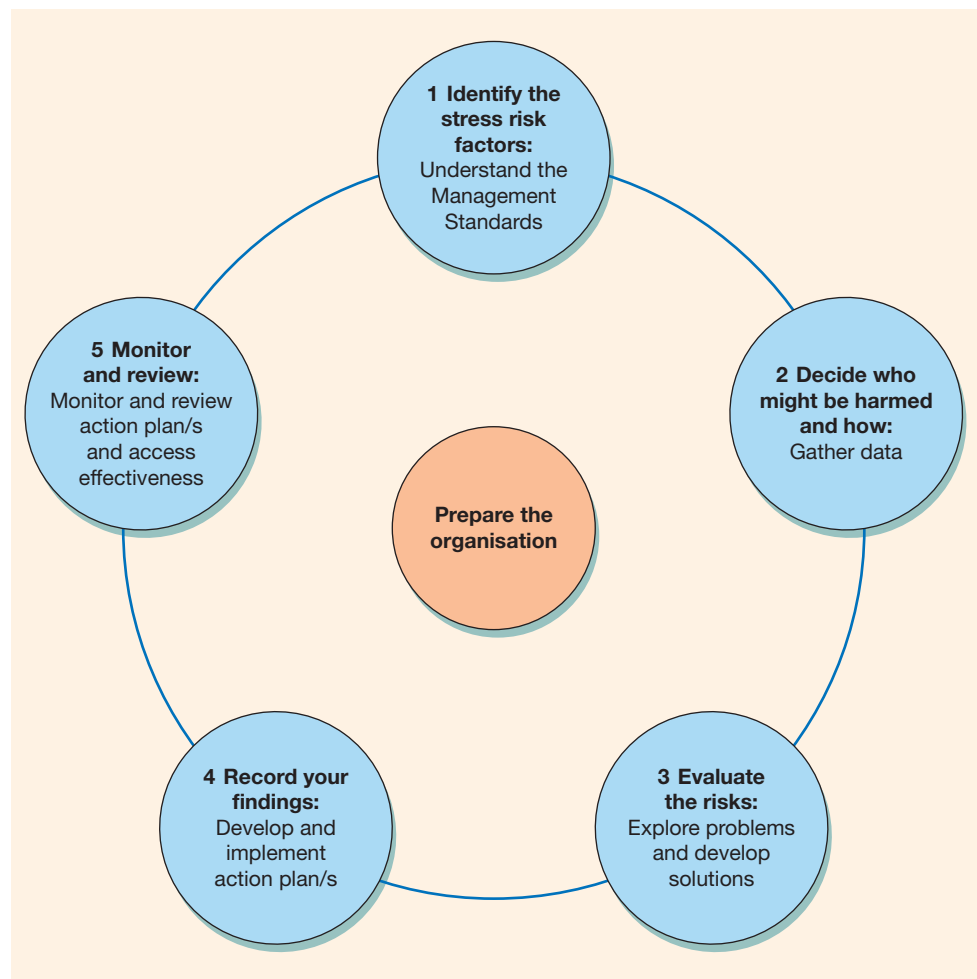 1 Identify the
stress risk
factors:
Understand the
Management
Standards
2 Decide who
might be harmed
and how:
Gather data
3 Evaluate
the risks:
Explore problems
and develop
solutions
4 Record your
findings:
Develop and
implement
action plan/s
5 Monitor
and review:
Monitor and review
action plan/s
and access
effectiveness
Prepare the
organisation